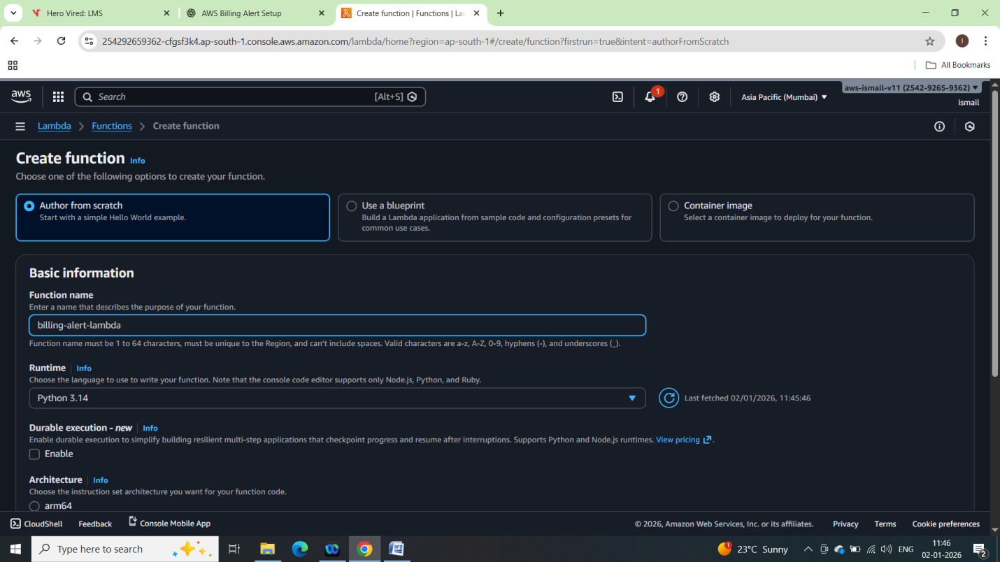 Hero Vired: LMS
AWS Billing Alert Setup
Create function | Functions | La
254292659362-cfgsf3k4.ap-south-1.console.aws.amazon.com/lambda/home?region=ap-south-1#/create/function?firstrun=true&intent=authorFromScratch
I
All Bookmarks
aws
Search
[Alt+S]
1
Asia Pacific (Mumbai)
aws-ismail-v11 (2542-9265-9362)
ismail
Lambda
Functions
Create function
Create function
Info
Choose one of the following options to create your function.
Author from scratch
Start with a simple Hello World example.
Use a blueprint
Build a Lambda application from sample code and configuration presets for
common use cases.
Container image
Select a container image to deploy for your function.
Basic information
Function name
Enter a name that describes the purpose of your function.
billing-alert-lambda
Function name must be 1 to 64 characters, must be unique to the Region, and can't include spaces. Valid characters are a-z, A-Z, 0-9, hyphens (-), and underscores (_).
Runtime
Info
Choose the language to use to write your function. Note that the console code editor supports only Node.js, Python, and Ruby.
Python 3.14
Last fetched 02/01/2026, 11:45:46
Durable execution - new
Info
Enable durable execution to simplify building resilient multi-step applications that checkpoint progress and resume after interruptions. Supports Python and Node.js runtimes. View pricing.
Enable
Architecture
Info
Choose the instruction set architecture you want for your function code.
arm64
CloudShell
Feedback
Console Mobile App
© 2026, Amazon Web Services, Inc. or its affiliates.
Privacy
Terms
Cookie preferences
Type here to search
1
23°C Sunny
ENG
11:46
02-01-2026
2